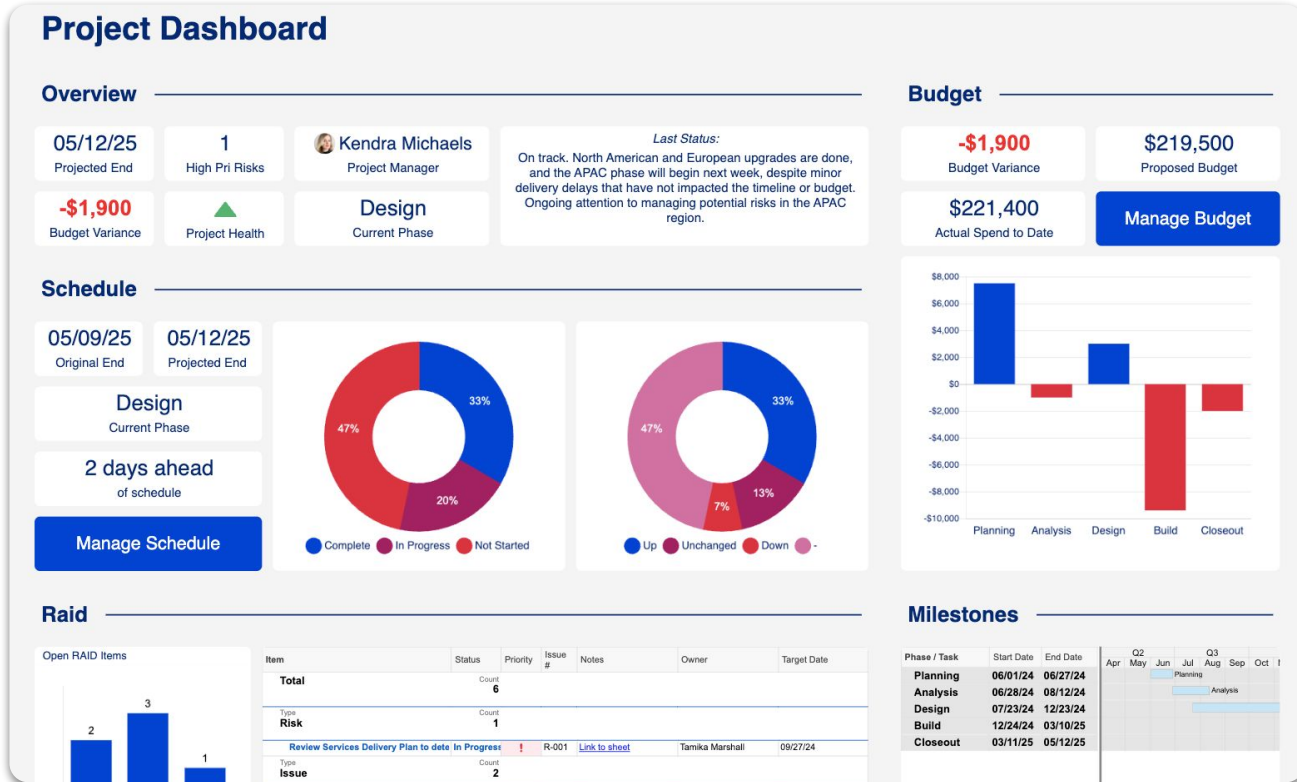 Project Dashboard
Overview
05/12/25
Projected End
1
High Pri Risks
Kendra Michaels
Project Manager
-$1,900
Budget Variance
Project Health
Design
Current Phase
Last Status:
On track. North American and European upgrades are done,
and the APAC phase will begin next week, despite minor
delivery delays that have not impacted the timeline or budget.
Ongoing attention to managing potential risks in the APAC
region.
Budget
-$1,900
Budget Variance
$219,500
Proposed Budget
$221,400
Actual Spend to Date
Manage Budget
$8,000
$6,000
$4,000
$2,000
$0
-$2,000
-$4,000
-$6,000
-$8,000
-$10,000
Planning Analysis Design Build Closeout
Schedule
05/09/25
Original End
05/12/25
Projected End
Design
Current Phase
2 days ahead
of schedule
Manage Schedule
33%
47%
20%
Complete In Progress Not Started
33%
47%
13%
7%
Up Unchanged Down -
Raid
Open RAID Items
3
2
1
Item Status Priority Issue # Notes Owner Target Date
Total Count 6
Type Count
Risk 1
Review Services Delivery Plan to dete In Progress ! R-001 Link to sheet Tamika Marshall 09/27/24
Type Count
Issue 2
Milestones
Phase / Task Start Date End Date
Q2 Q3
Apr May Jun Jul Aug Sep Oct
Planning 06/01/24 06/27/24 Planning
Analysis 06/28/24 08/12/24 Analysis
Design 07/23/24 12/23/24
Build 12/24/24 03/10/25
Closeout 03/11/25 05/12/25